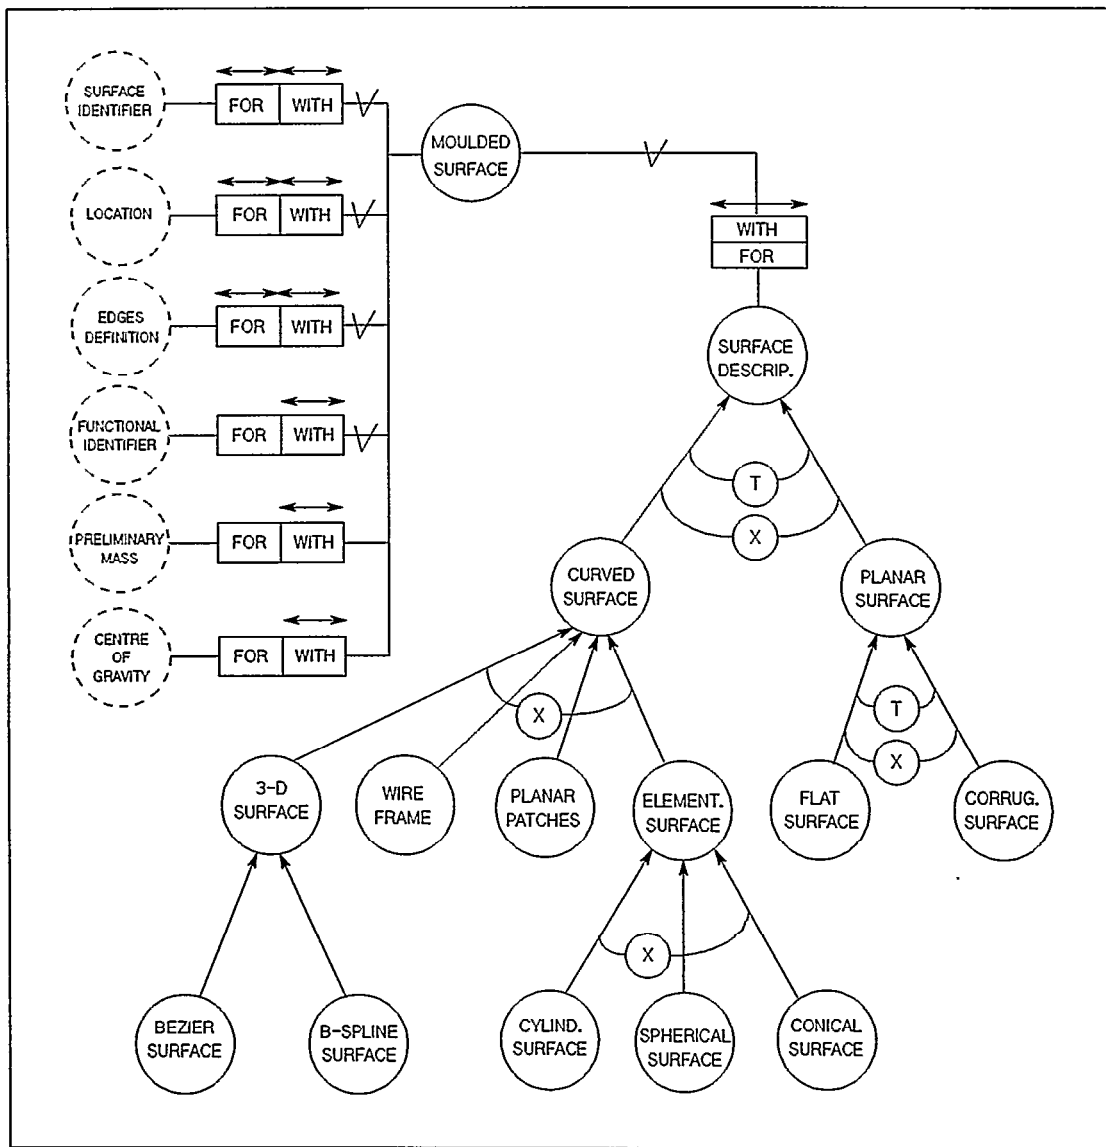 SURFACE
IDENTIFIER
FOR WITH
MOULDED
SURFACE
LOCATION
FOR WITH
WITH
FOR
EDGES
DEFINITION
FOR WITH
SURFACE
DESCRIP.
FUNCTIONAL
IDENTIFIER
FOR WITH
T
X
PRELIMINARY
MASS
FOR WITH
CURVED
SURFACE
PLANAR
SURFACE
CENTRE
OF
GRAVITY
FOR WITH
X
T
X
3-D
SURFACE
WIRE
FRAME
PLANAR
PATCHES
ELEMENT.
SURFACE
FLAT
SURFACE
CORRUG.
SURFACE
X
BEZIER
SURFACE
B-SPLINE
SURFACE
CYLIND.
SURFACE
SPHERICAL
SURFACE
CONICAL
SURFACE